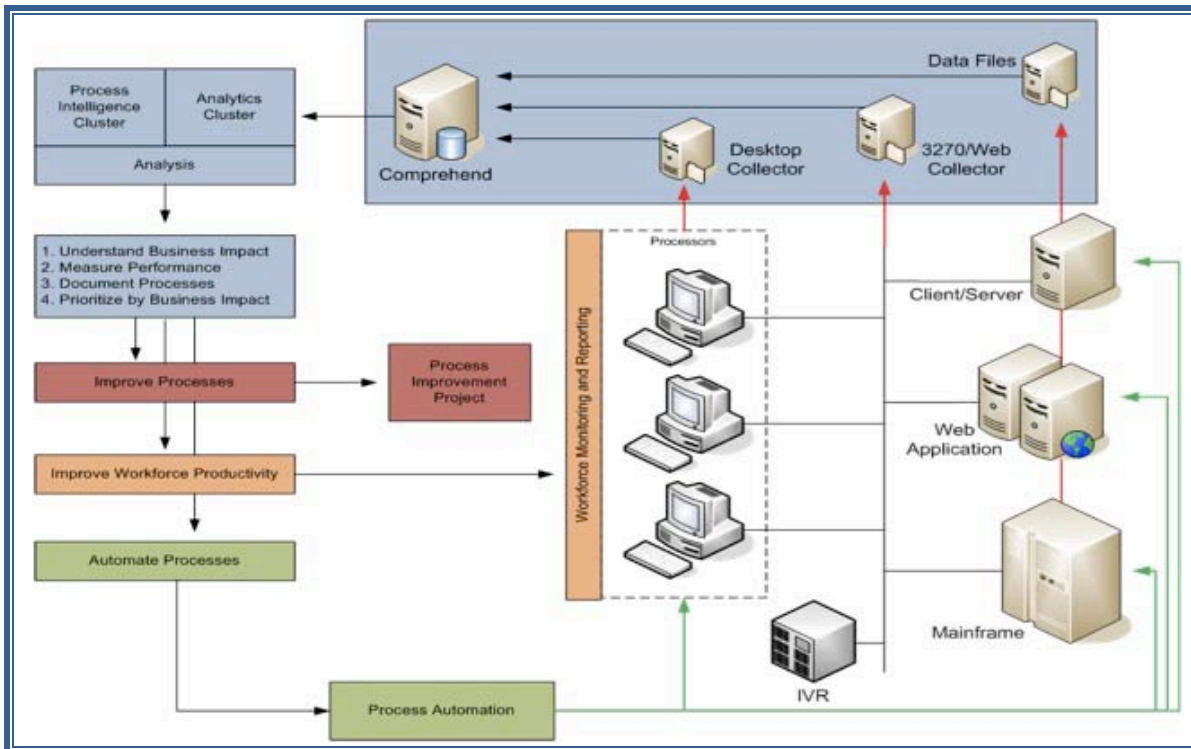 Process
Intelligence
Cluster
Analytics
Cluster
Analysis
Comprehend
Data Files
Desktop
Collector
3270/Web
Collector
1. Understand Business Impact
2. Measure Performance
3. Document Processes
4. Prioritize by Business Impact
Improve Processes
Process
Improvement
Project
Improve Workforce Productivity
Automate Processes
Process Automation
Workforce Monitoring and Reporting
Processors
Client/Server
Web
Application
Mainframe
IVR